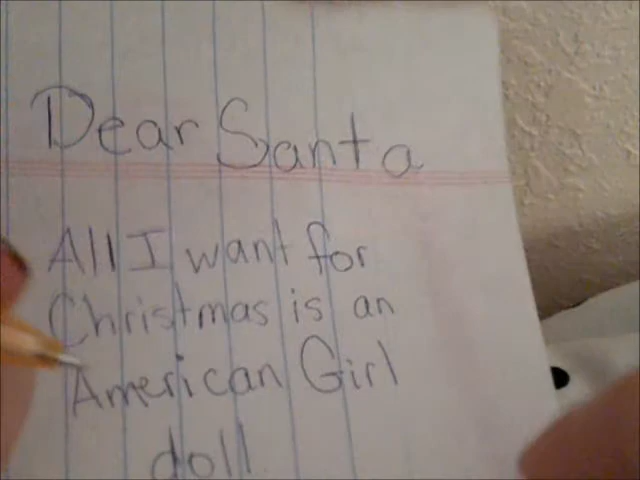 Dear Santa
All I want for
Christmas is an
American Girl
doll